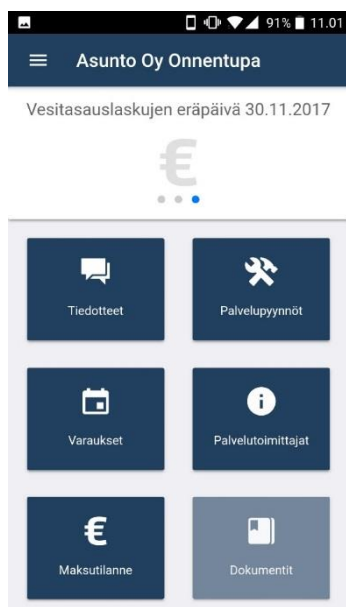 91% 11.01
Asunto Oy Onnentupa
Vesitasauslaskujen eräpäivä 30.11.2017
€
Tiedotteet
Palvelupyynnöt
Varaukset
Palvelutoimittajat
€
Maksutilanne
Dokumentit